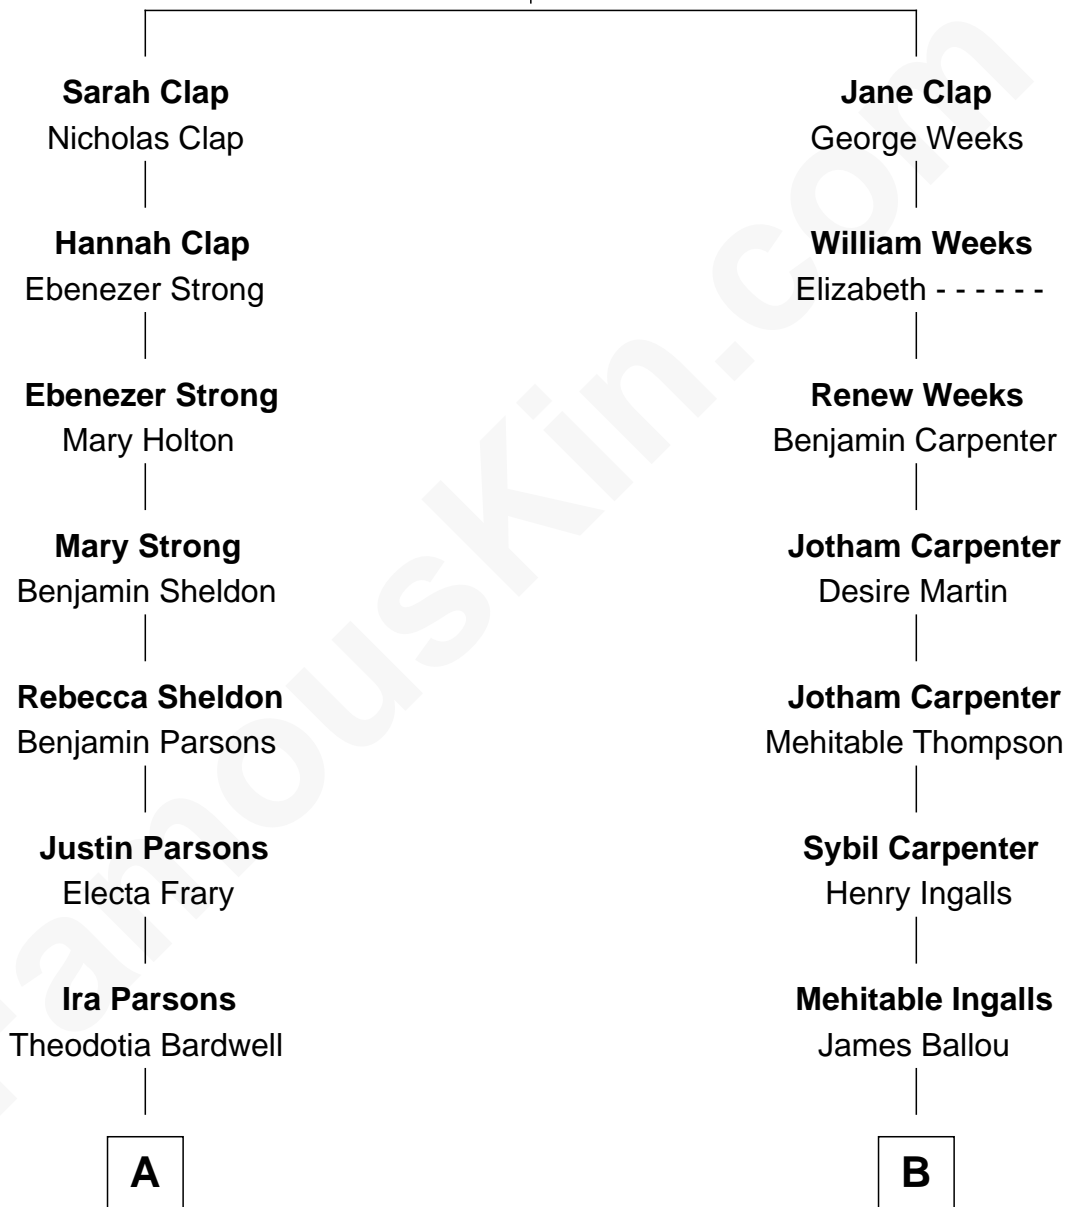 Sarah Clap
Nicholas Clap
Hannah Clap
Ebenezer Strong
Ebenezer Strong
Mary Holton
Mary Strong
Benjamin Sheldon
Rebecca Sheldon
Benjamin Parsons
Justin Parsons
Electa Frary
Ira Parsons
Theodotia Bardwell
A
Jane Clap
George Weeks
William Weeks
Elizabeth - - - - - -
Renew Weeks
Benjamin Carpenter
Jotham Carpenter
Desire Martin
Jotham Carpenter
Mehitable Thompson
Sybil Carpenter
Henry Ingalls
Mehitable Ingalls
James Ballou
B
FamousKin.com